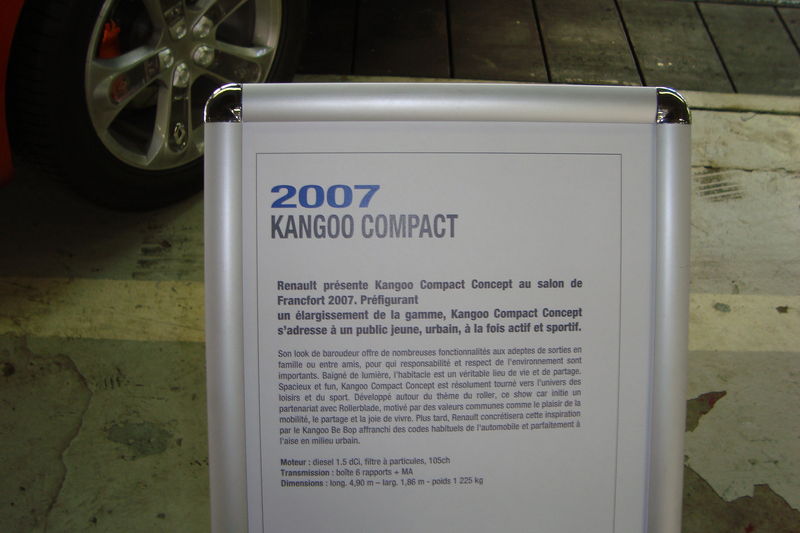 2007
KANGOO COMPACT
Renault présente Kangoo Compact Concept au salon de
Francfort 2007. Préfigurant
un élargissement de la gamme, Kangoo Compact Concept
s'adresse à un public jeune, urbain, à la fois actif et sportif.
Son look de baroudeur offre de nombreuses fonctionnalités aux adeptes de sorties en
famille ou entre amis, pour qui responsabilité et respect de l'environnement sont
importants. Baigné de lumière, l'habitacle est un véritable lieu de vie et de partage.
Spacieux et fun, Kangoo Compact Concept est résolument tourné vers l'univers des
loisirs et du sport. Développé autour du thème du roller, ce show car initie un
partenariat avec Rollerblade, motivé par des valeurs communes comme le plaisir de la
mobilité, le partage et la joie de vivre. Plus tard, Renault concrétisera cette inspiration
par le Kangoo Be Bop affranchi des codes habituels de l'automobile et parfaitement à
l'aise en milieu urbain.
Moteur : diesel 1.5 dCi, filtre à particules, 105ch
Transmission : boîte 6 rapports + MA
Dimensions : long. 4,90 m – larg. 1,86 m - poids 1 225 kg